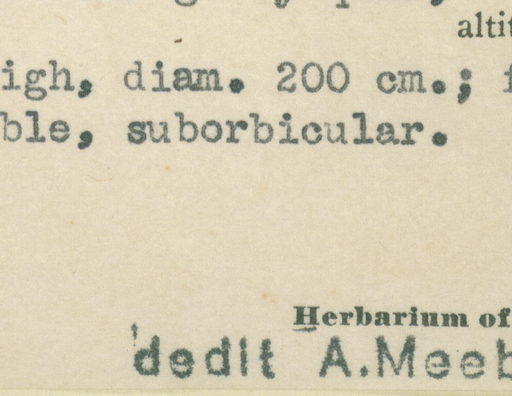 altit
igh, diam. 200 cm.; f
ble, suborbicular.
Herbarium of
dedit A.Meeb